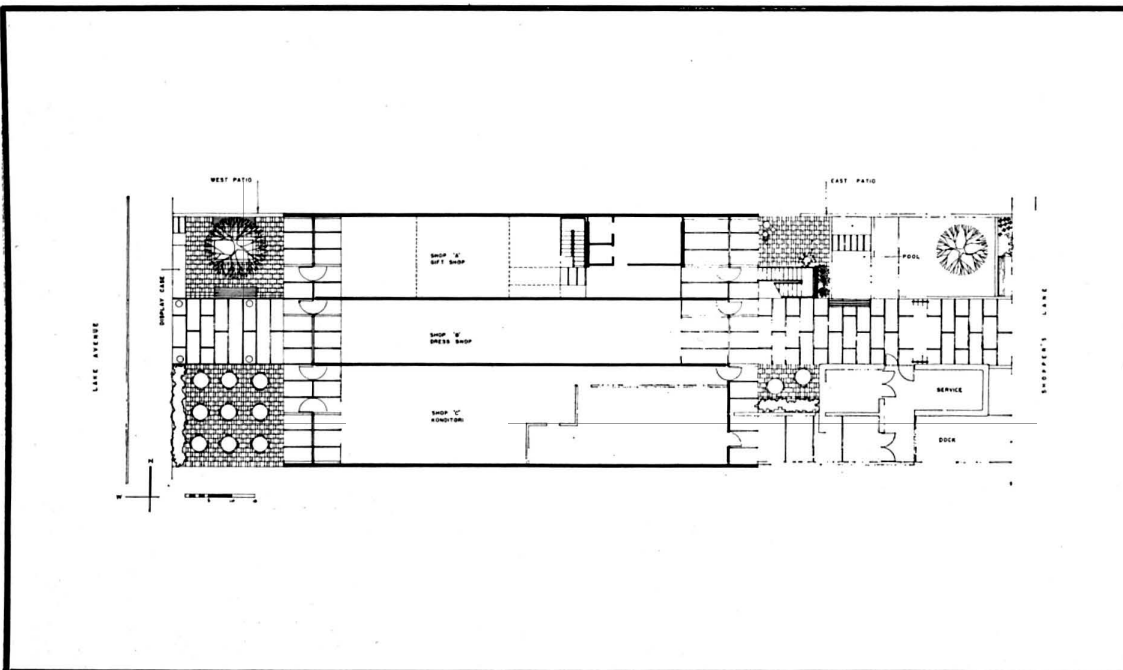 WEST PATIO
EAST PATIO
SHOP 'A'
GIFT SHOP
POOL
DISPLAY CASE
LAKE AVENUE
SHOP 'B'
DRESS SHOP
SHOPPER'S LANE
SHOP 'C'
KONDITORI
SERVICE
DOCK
N
W